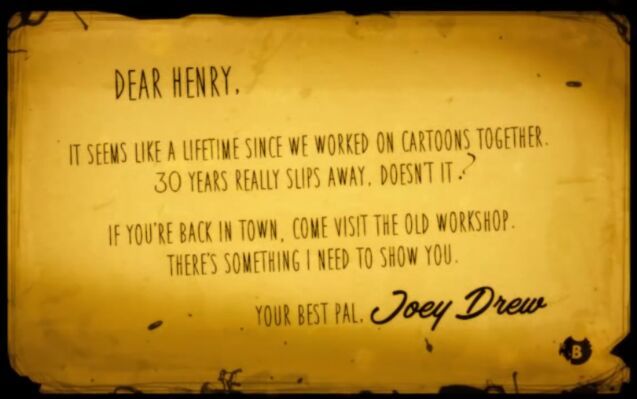 DEAR HENRY,
IT SEEMS LIKE A LIFETIME SINCE WE WORKED ON CARTOONS TOGETHER.
30 YEARS REALLY SLIPS AWAY, DOESN'T IT?
IF YOU'RE BACK IN TOWN, COME VISIT THE OLD WORKSHOP.
THERE'S SOMETHING I NEED TO SHOW YOU.
YOUR BEST PAL, Joey Drew
B